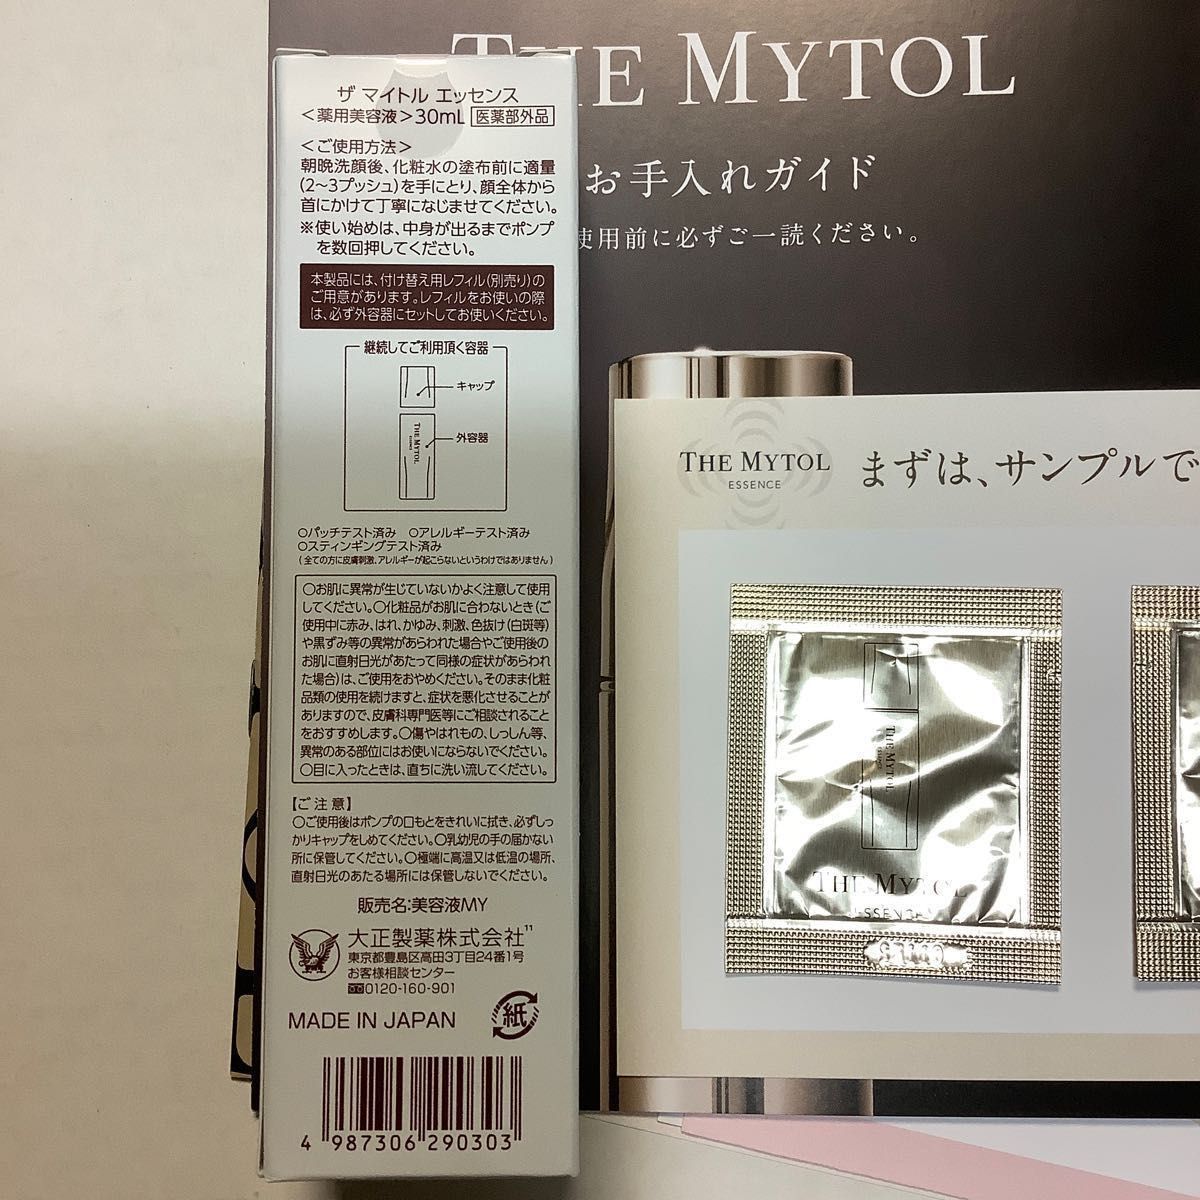 ザ マイトル エッセンス
<薬用美容液>30mL 医薬部外品
<ご使用方法>
朝晩洗顔後、化粧水の塗布前に適量
(2~3プッシュ)を手にとり、顔全体から
首にかけて丁寧になじませてください。
※使い始めは、中身が出るまでポンプ
を数回押してください。
本製品には、付け替え用レフィル(別売り)の
ご用意があります。レフィルをお使いの際
は、必ず外容器にセットしてお使いください。
継続してご利用頂く容器
キャップ
THE MYTOL
ESSENCE
外容器
○パッチテスト済み ○アレルギーテスト済み
○スティンギングテスト済み
(全ての方に皮膚刺激、アレルギーが起こらないというわけではありません)
○お肌に異常が生じていないかよく注意して使用
してください。○化粧品がお肌に合わないとき(ご
使用中に赤み、はれ、かゆみ、刺激、色抜け(白斑等)
や黒ずみ等の異常があらわれた場合やご使用後の
お肌に直射日光があたって同様の症状があらわれ
た場合)は、ご使用をおやめください。そのまま化粧
品類の使用を続けますと、症状を悪化させることが
ありますので、皮膚科専門医等にご相談されること
をおすすめします。○傷やはれもの、しっしん等、
異常のある部位にはお使いにならないでください。
○目に入ったときは、直ちに洗い流してください。
【ご注意】
○ご使用後はポンプの口もとをきれいに拭き、必ずしっ
かりキャップをしめてください。○乳幼児の手の届かない
所に保管してください。○極端に高温又は低温の場所、
直射日光のあたる場所には保管しないでください。
販売名:美容液MY
大正製薬株式会社11
東京都豊島区高田3丁目24番1号
お客様相談センター
0120-160-901
MADE IN JAPAN
紙
4 987306 290303
THE MYTOL
お手入れガイド
使用前に必ずご一読ください。
THE MYTOL
ESSENCE
まずは、サンプルで
THE MYTOL
THE MYTOL
ESSENCE